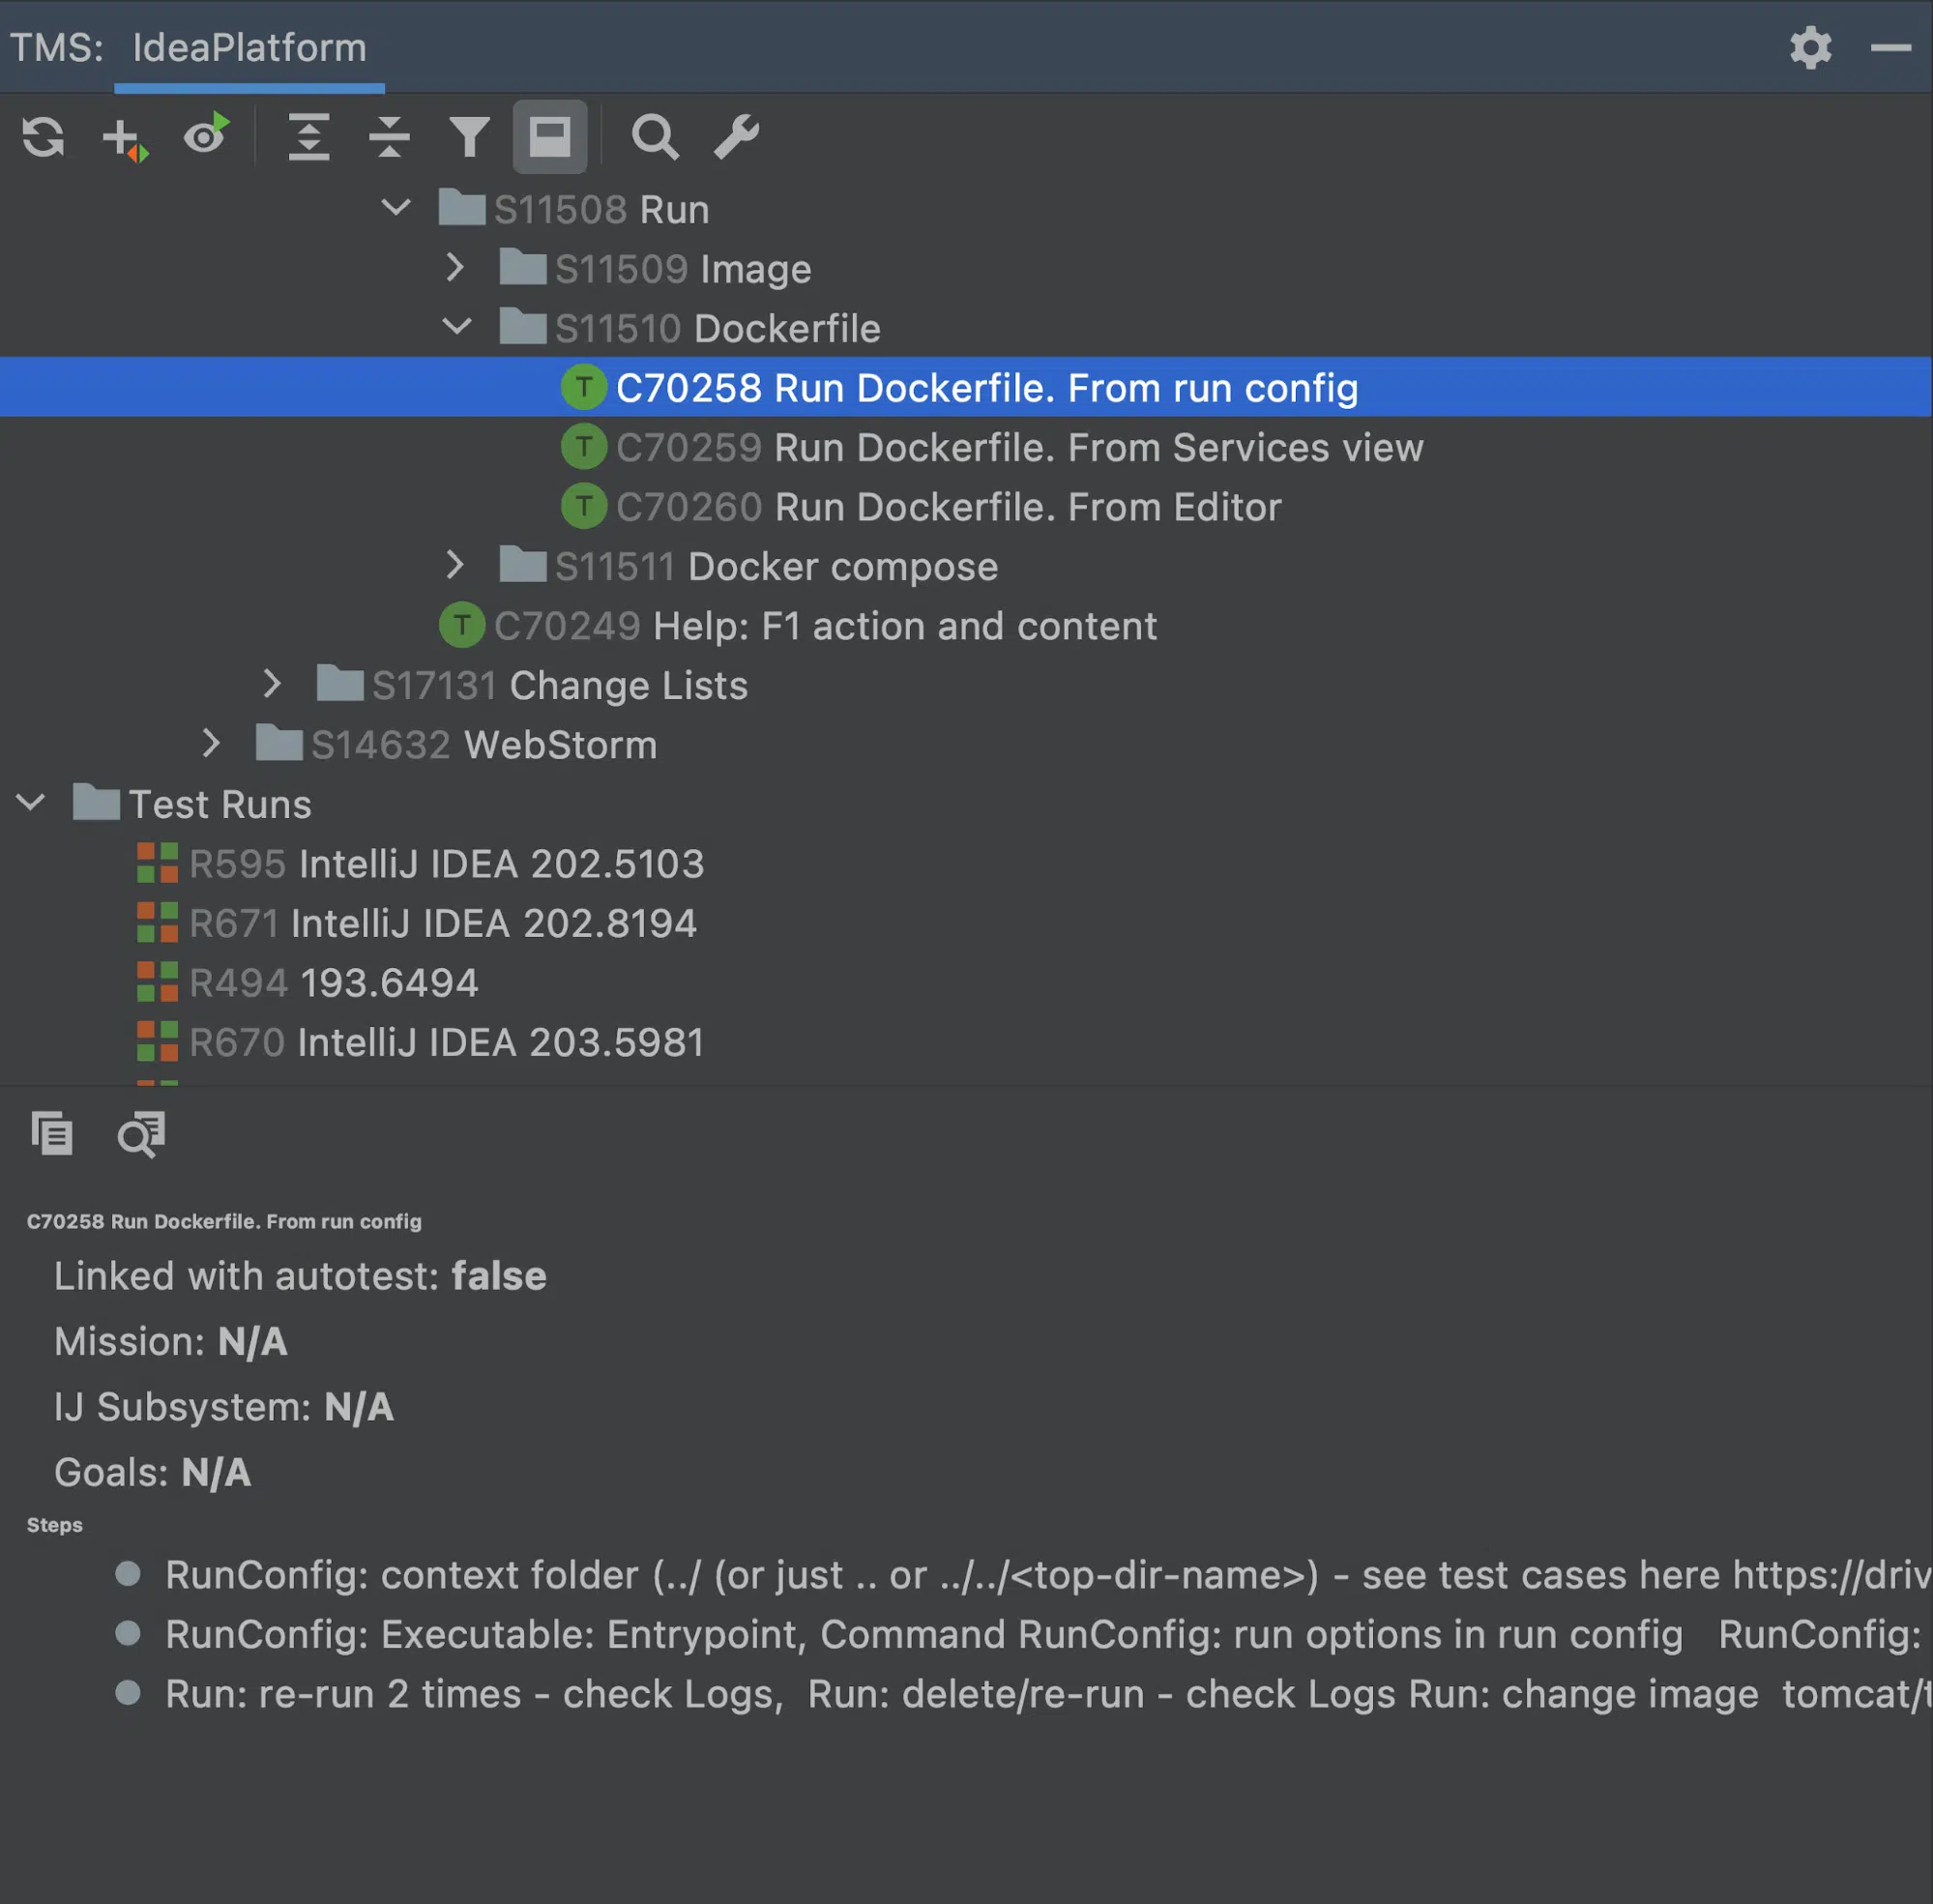 TMS: IdeaPlatform
S11508 Run
S11509 Image
S11510 Dockerfile
T C70258 Run Dockerfile. From run config
T C70259 Run Dockerfile. From Services view
T C70260 Run Dockerfile. From Editor
S11511 Docker compose
T C70249 Help: F1 action and content
S17131 Change Lists
S14632 WebStorm
Test Runs
R595 IntelliJ IDEA 202.5103
R671 IntelliJ IDEA 202.8194
R494 193.6494
R670 IntelliJ IDEA 203.5981
C70258 Run Dockerfile. From run config
Linked with autotest: false
Mission: N/A
IJ Subsystem: N/A
Goals: N/A
Steps
RunConfig: context folder (../ (or just .. or ../../<top-dir-name>) - see test cases here https://driv
RunConfig: Executable: Entrypoint, Command RunConfig: run options in run config RunConfig:
Run: re-run 2 times - check Logs, Run: delete/re-run - check Logs Run: change image tomcat/